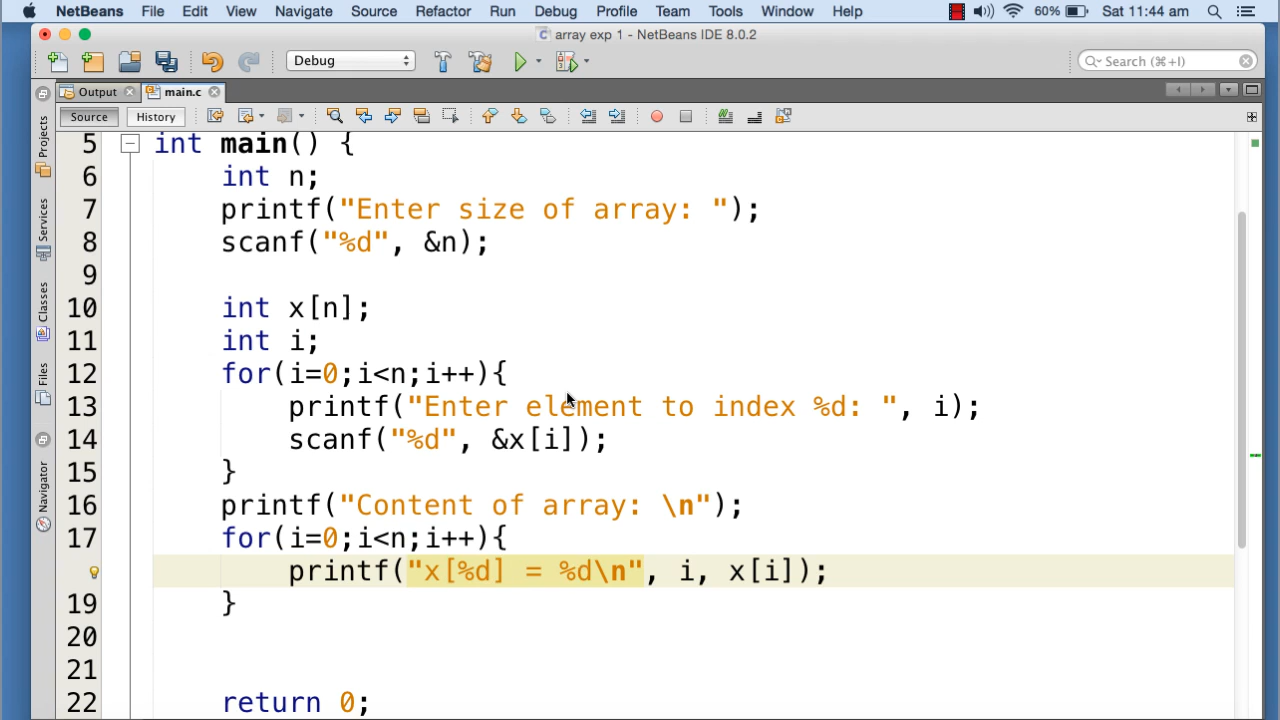 NetBeans File Edit View Navigate Source Refactor Run Debug Profile Team Tools Window Help 60% Sat 11:44 am
array exp 1 - NetBeans IDE 8.0.2
Debug Search (⌘+I)
Output main.c
Source History
Projects
Services
Classes
Files
Navigator
5 int main() {
6 int n;
7 printf("Enter size of array: ");
8 scanf("%d", &n);
9
10 int x[n];
11 int i;
12 for(i=0;i<n;i++){
13 printf("Enter element to index %d: ", i);
14 scanf("%d", &x[i]);
15 }
16 printf("Content of array: \n");
17 for(i=0;i<n;i++){
printf("x[%d] = %d\n", i, x[i]);
19 }
20
21
22 return 0;